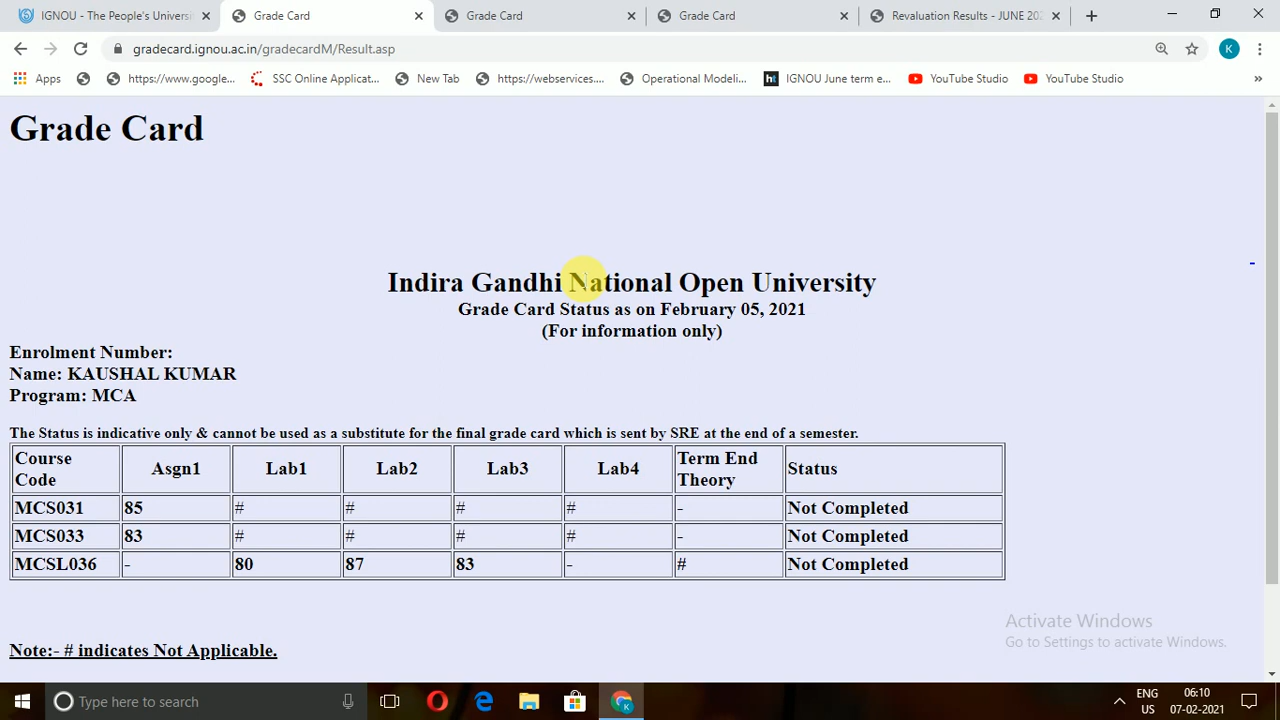 IGNOU - The People's Universi
Grade Card
Grade Card
Grade Card
Revaluation Results - JUNE 202
gradecard.ignou.ac.in/gradecardM/Result.asp
K
Apps
https://www.google...
SSC Online Applicat...
New Tab
https://webservices....
Operational Modeli...
ht
IGNOU June term e...
YouTube Studio
YouTube Studio
»
Grade Card
Indira Gandhi National Open University
Grade Card Status as on February 05, 2021
(For information only)
Enrolment Number:
Name: KAUSHAL KUMAR
Program: MCA
The Status is indicative only & cannot be used as a substitute for the final grade card which is sent by SRE at the end of a semester.
Course Code Asgn1 Lab1 Lab2 Lab3 Lab4 Term End Theory Status
MCS031 85 # # # # - Not Completed
MCS033 83 # # # # - Not Completed
MCSL036 - 80 87 83 - # Not Completed
Note:- # indicates Not Applicable.
Activate Windows
Go to Settings to activate Windows.
Type here to search
K
ENG
US
06:10
07-02-2021